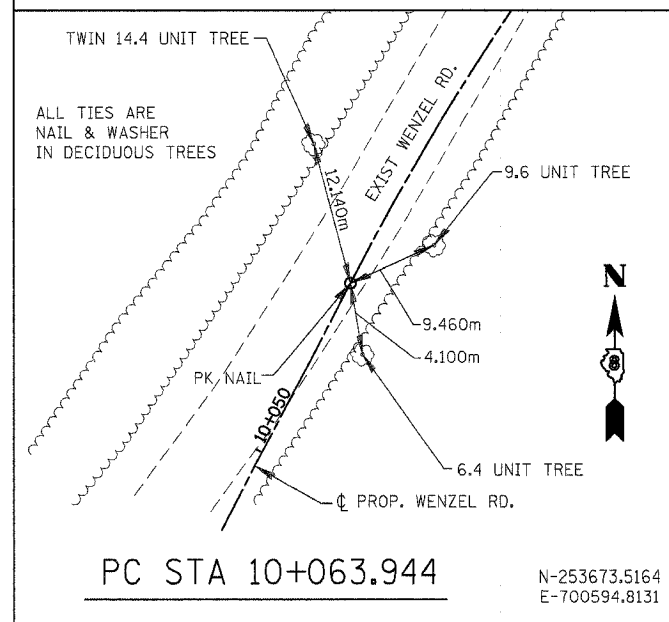 TWIN 14.4 UNIT TREE
ALL TIES ARE
NAIL & WASHER
IN DECIDUOUS TREES
EXIST WENZEL RD.
12.140m
9.6 UNIT TREE
N
8
9.460m
4.100m
PK NAIL
10+050
6.4 UNIT TREE
℄ PROP. WENZEL RD.
PC STA 10+063.944
N-253673.5164
E-700594.8131